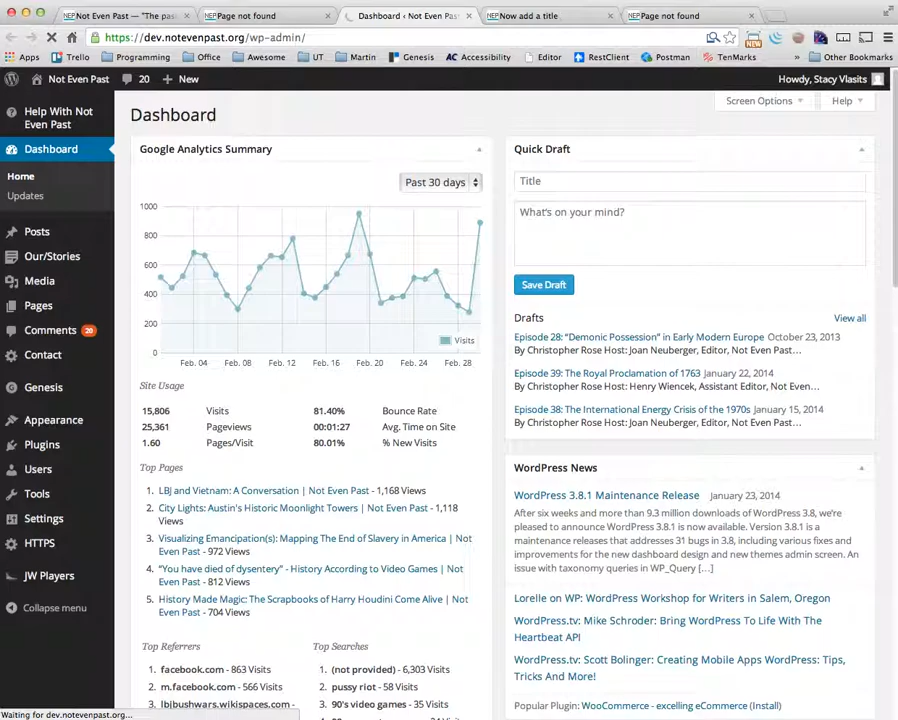 Not Even Past — "The pas
Page not found
Dashboard ‹ Not Even Pas
Now add a title
Page not found
https://dev.notevenpast.org/wp-admin/
NEW
Apps Trello Programming Office Awesome UT Martin Genesis Accessibility Editor RestClient Postman TenMarks » Other Bookmarks
Not Even Past 20 + New Howdy, Stacy Vlasits
Help With Not
Even Past
Dashboard
Home
Updates
Posts
Our/Stories
Media
Pages
Comments 20
Contact
Genesis
Appearance
Plugins
Users
Tools
Settings
HTTPS
JW Players
Collapse menu
Screen Options Help
Dashboard
Google Analytics Summary
Past 30 days
1000
800
600
400
200
0
Visits
Feb. 04 Feb. 08 Feb. 12 Feb. 16 Feb. 20 Feb. 24 Feb. 28
Site Usage
15,806 Visits 81.40% Bounce Rate
25,361 Pageviews 00:01:27 Avg. Time on Site
1.60 Pages/Visit 80.01% % New Visits
Top Pages
1. LBJ and Vietnam: A Conversation | Not Even Past - 1,168 Views
2. City Lights: Austin's Historic Moonlight Towers | Not Even Past - 1,118
Views
3. Visualizing Emancipation(s): Mapping The End of Slavery in America | Not
Even Past - 972 Views
4. "You have died of dysentery" - History According to Video Games | Not
Even Past - 812 Views
5. History Made Magic: The Scrapbooks of Harry Houdini Come Alive | Not
Even Past - 704 Views
Top Referrers
1. facebook.com - 863 Visits
2. m.facebook.com - 566 Visits
3. lbjbushwars.wikispaces.com -
Top Searches
1. (not provided) - 6,303 Visits
2. pussy riot - 58 Visits
3. 90's video games - 35 Visits
Quick Draft
Title
What's on your mind?
Save Draft
Drafts View all
Episode 28: "Demonic Possession" in Early Modern Europe October 23, 2013
By Christopher Rose Host: Joan Neuberger, Editor, Not Even Past…
Episode 39: The Royal Proclamation of 1763 January 22, 2014
By Christopher Rose Host: Henry Wiencek, Assistant Editor, Not Even…
Episode 38: The International Energy Crisis of the 1970s January 15, 2014
By Christopher Rose Host: Joan Neuberger, Editor, Not Even Past…
WordPress News
WordPress 3.8.1 Maintenance Release January 23, 2014
After six weeks and more than 9.3 million downloads of WordPress 3.8, we're
pleased to announce WordPress 3.8.1 is now available. Version 3.8.1 is a
maintenance releases that addresses 31 bugs in 3.8, including various fixes and
improvements for the new dashboard design and new themes admin screen. An
issue with taxonomy queries in WP_Query […]
Lorelle on WP: WordPress Workshop for Writers in Salem, Oregon
WordPress.tv: Mike Schroder: Bring WordPress To Life With The
Heartbeat API
WordPress.tv: Scott Bolinger: Creating Mobile Apps WordPress: Tips,
Tricks And More!
Popular Plugin: WooCommerce - excelling eCommerce (Install)
Waiting for dev.notevenpast.org...